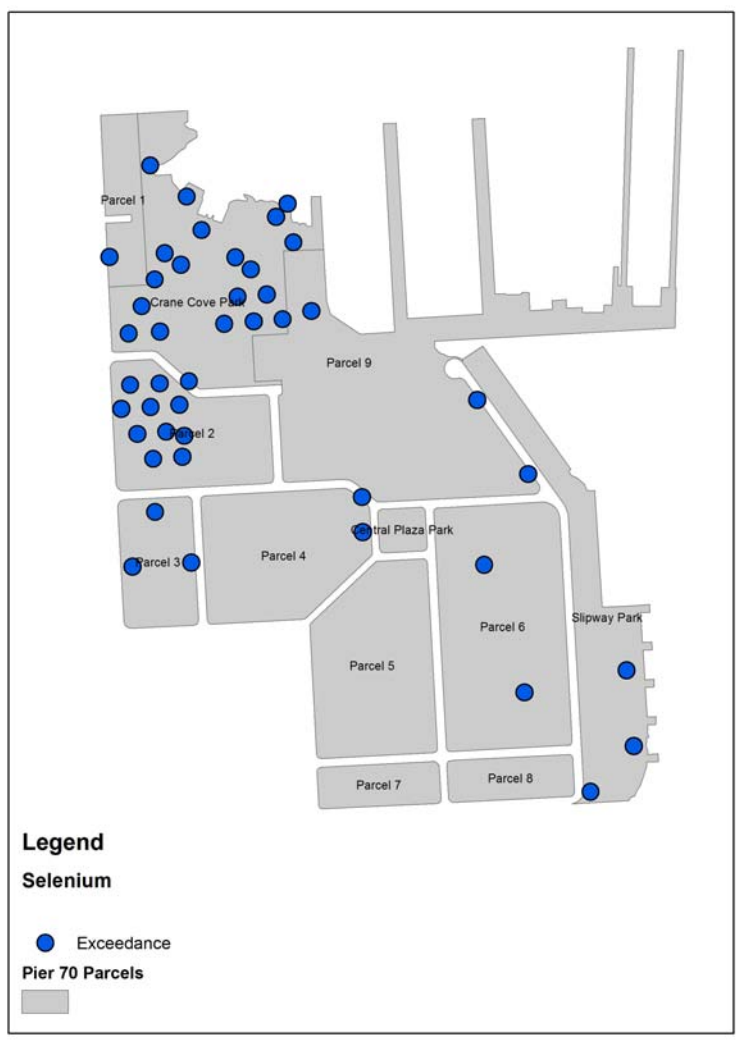 Parcel 1
Crane Cove Park
Parcel 9
Parcel 2
Central Plaza Park
Parcel 3
Parcel 4
Slipway Park
Parcel 6
Parcel 5
Parcel 7
Parcel 8
Legend
Selenium
Exceedance
Pier 70 Parcels